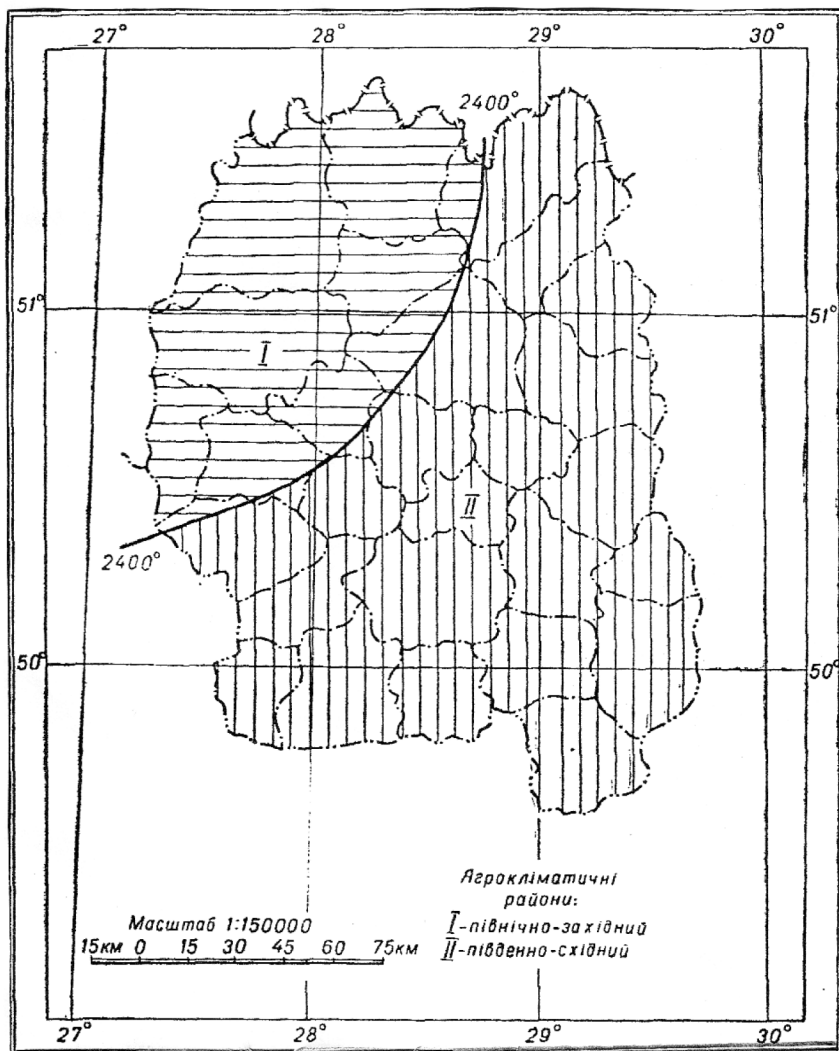 27° 28° 29° 30°
2400°
51° 51°
I
II
2400°
50° 50°
Агрокліматичні
райони:
Масштаб 1:150000
I-північно-західний
15км 0 15 30 45 60 75км
II-південно-східний
27° 28° 29° 30°